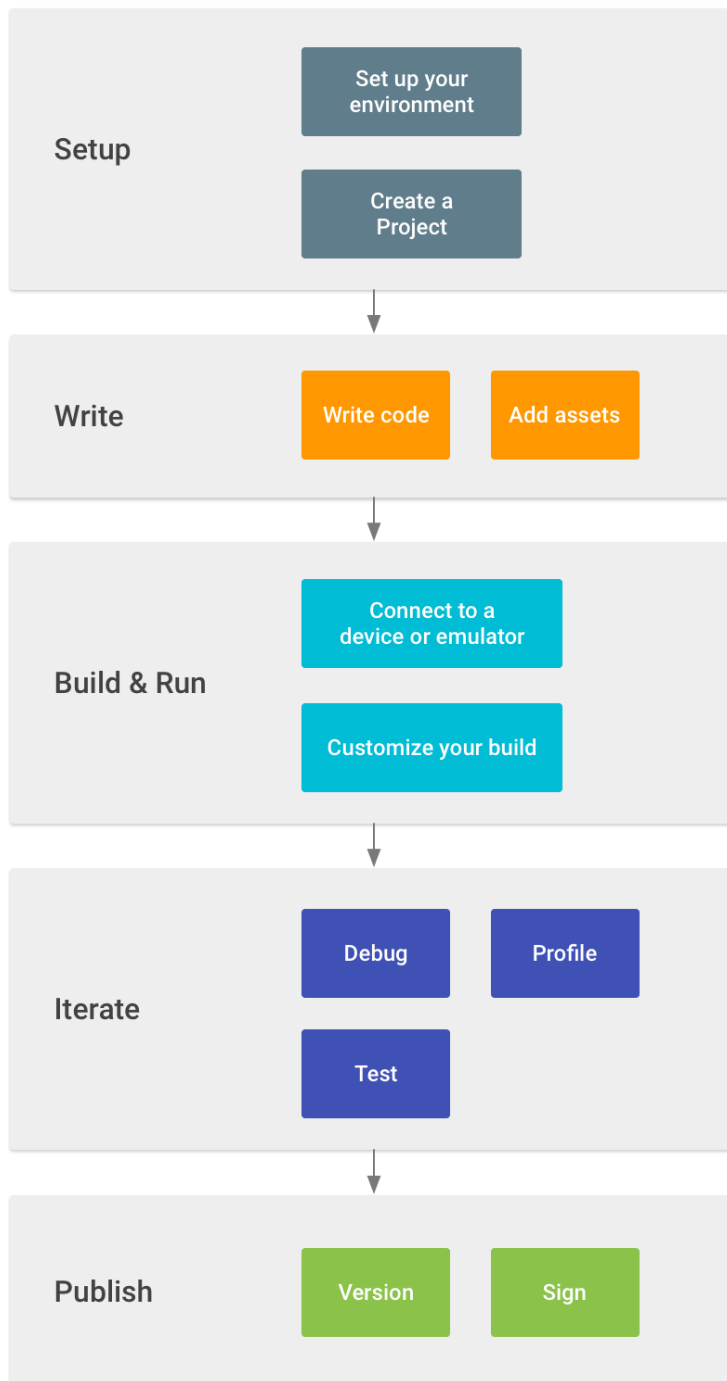 Setup
Set up your
environment
Create a
Project
Write
Write code
Add assets
Build & Run
Connect to a
device or emulator
Customize your build
Iterate
Debug
Profile
Test
Publish
Version
Sign